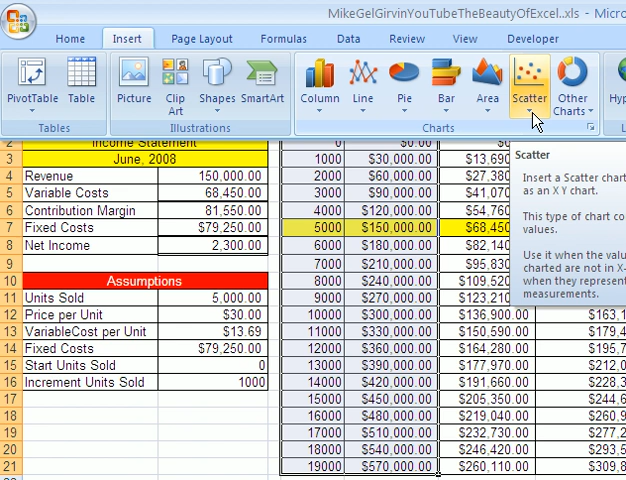 MikeGelGirvinYouTubeTheBeautyOfExcel..xls - Micro
Home Insert Page Layout Formulas Data Review View Developer
PivotTable Table Picture Clip Art Shapes SmartArt Column Line Pie Bar Area Scatter Other Charts Hyp
Tables Illustrations Charts L
2 Income Statement 0 $0.00 $0
3 June, 2008 1000 $30,000.00 $13,690
4 Revenue 150,000.00 2000 $60,000.00 $27,380
5 Variable Costs 68,450.00 3000 $90,000.00 $41,070
6 Contribution Margin 81,550.00 4000 $120,000.00 $54,760
7 Fixed Costs $79,250.00 5000 $150,000.00 $68,450
8 Net Income 2,300.00 6000 $180,000.00 $82,140
9 7000 $210,000.00 $95,830
10 Assumptions 8000 $240,000.00 $109,520
11 Units Sold 5,000.00 9000 $270,000.00 $123,210
12 Price per Unit $30.00 10000 $300,000.00 $136,900.00 $163,1
13 VariableCost per Unit $13.69 11000 $330,000.00 $150,590.00 $179,4
14 Fixed Costs $79,250.00 12000 $360,000.00 $164,280.00 $195,7
15 Start Units Sold 0 13000 $390,000.00 $177,970.00 $212,0
16 Increment Units Sold 1000 14000 $420,000.00 $191,660.00 $228,3
17 15000 $450,000.00 $205,350.00 $244,6
18 16000 $480,000.00 $219,040.00 $260,9
19 17000 $510,000.00 $232,730.00 $277,2
20 18000 $540,000.00 $246,420.00 $293,5
21 19000 $570,000.00 $260,110.00 $309,8
Scatter
Insert a Scatter chart
as an X Y chart.
This type of chart co
values.
Use it when the valu
charted are not in X-
when they represent
measurements.